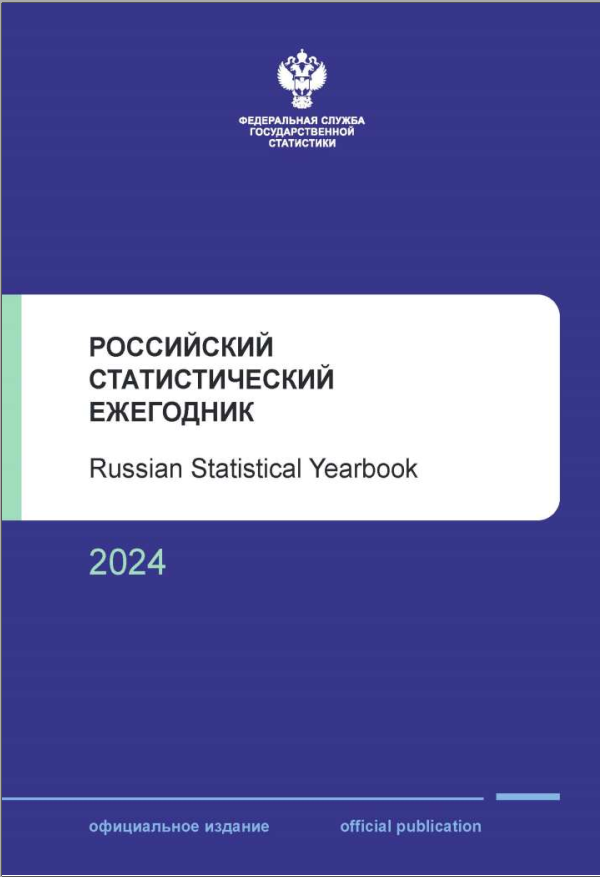 ФЕДЕРАЛЬНАЯ СЛУЖБА
ГОСУДАРСТВЕННОЙ
СТАТИСТИКИ
РОССИЙСКИЙ
СТАТИСТИЧЕСКИЙ
ЕЖЕГОДНИК
Russian Statistical Yearbook
2024
официальное издание official publication